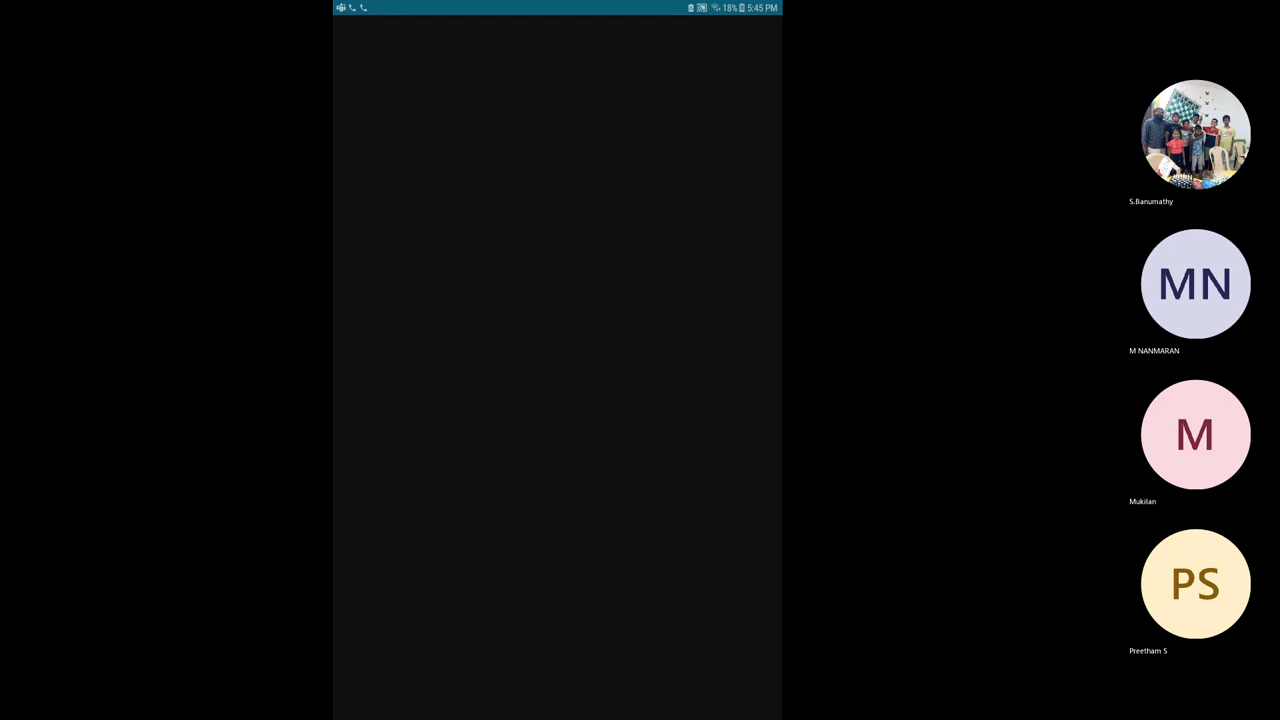 18% 5:45 PM
S.Banumathy
MN
M NANMARAN
M
Mukilan
PS
Preetham S